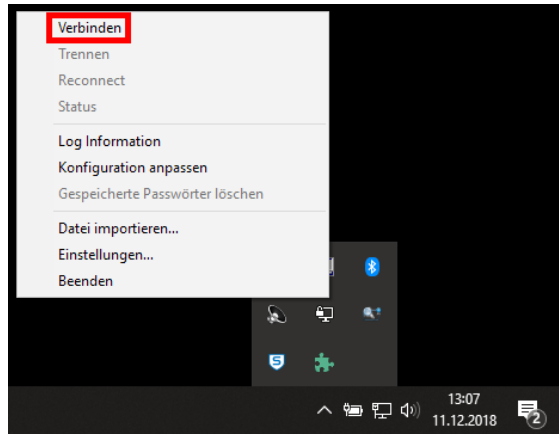 Verbinden
Trennen
Reconnect
Status
Log Information
Konfiguration anpassen
Gespeicherte Passwörter löschen
Datei importieren...
Einstellungen...
Beenden
S
13:07
11.12.2018
2